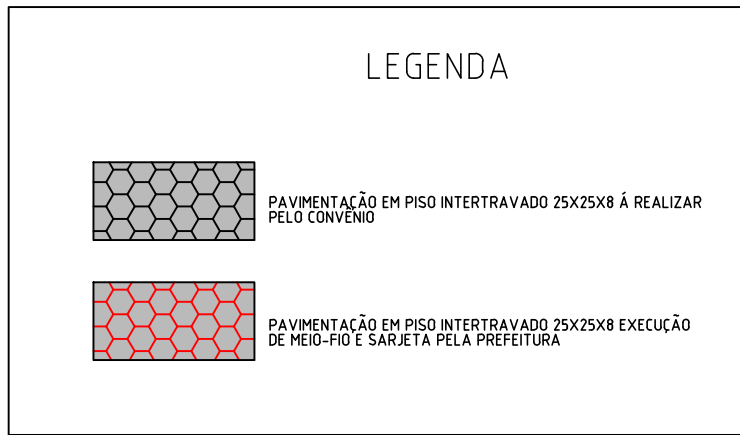 LEGENDA
PAVIMENTAÇÃO EM PISO INTERTRAVADO 25X25X8 Á REALIZAR
PELO CONVÊNIO
PAVIMENTAÇÃO EM PISO INTERTRAVADO 25X25X8 EXECUÇÃO
DE MEIO-FIO E SARJETA PELA PREFEITURA